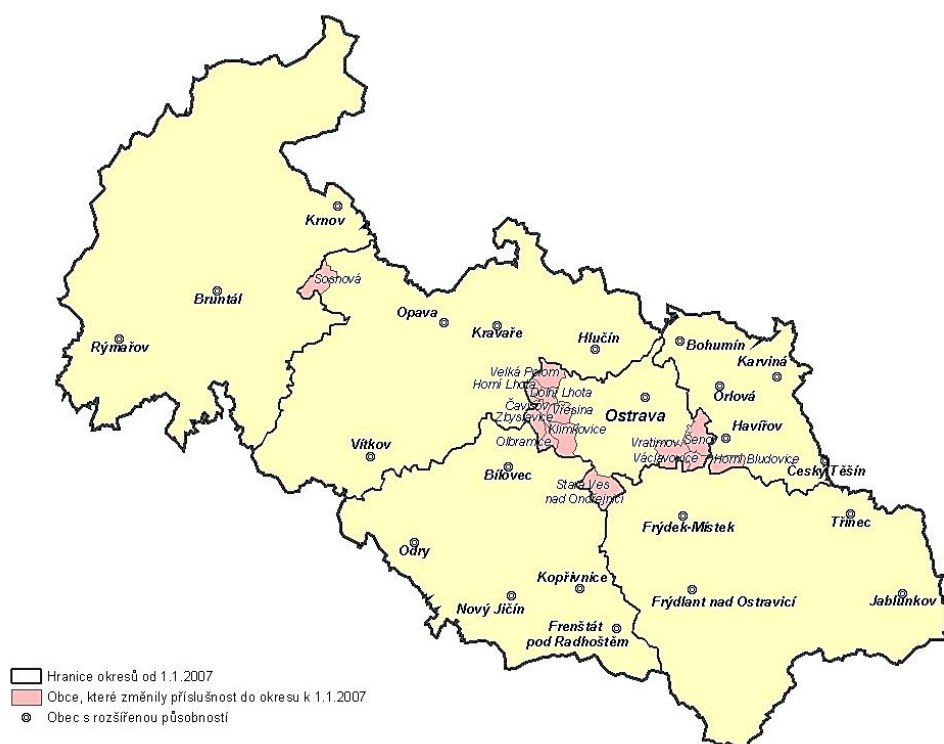 Krnov
Sosnová
Bruntál
Rýmařov
Opava
Kravaře
Hlučín
Bohumín
Karviná
Orlová
Velká Polom
Horní Lhota
Dolní Lhota
Čavisov
Vřesina
Zbyslavice
Klimkovice
Olbramice
Ostrava
Havířov
Šenov
Vratimov
Václavovice
Horní Bludovice
Český Těšín
Vítkov
Bílovec
Stará Ves
nad Ondřejnicí
Frýdek-Místek
Třinec
Odry
Kopřivnice
Nový Jičín
Frýdlant nad Ostravicí
Jablunkov
Frenštát
pod Radhoštěm
Hranice okresů od 1.1.2007
Obce, které změnily příslušnost do okresu k 1.1.2007
Obec s rozšířenou působností